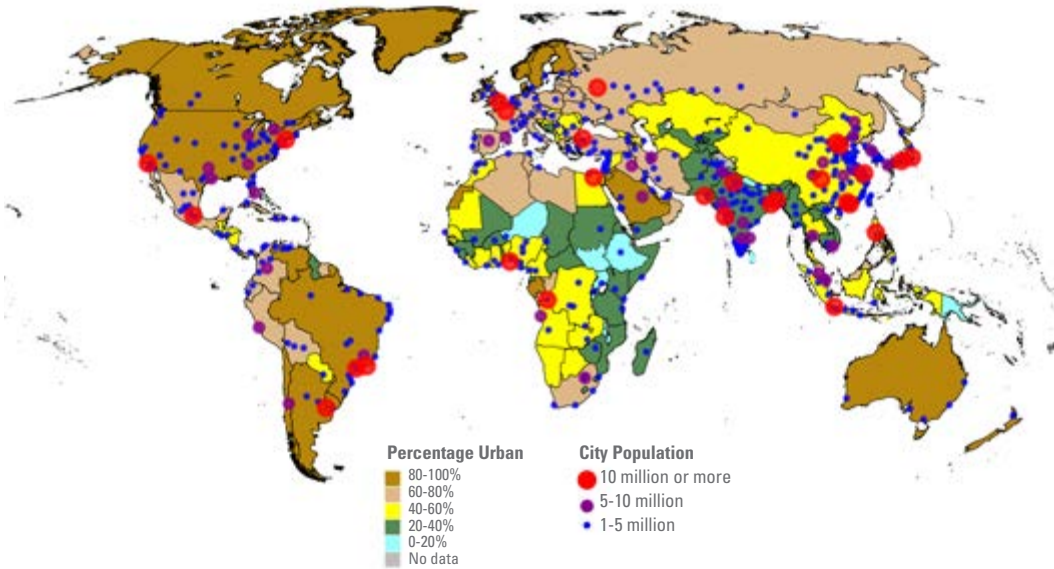 Percentage Urban
80-100%
60-80%
40-60%
20-40%
0-20%
No data
City Population
10 million or more
5-10 million
1-5 million